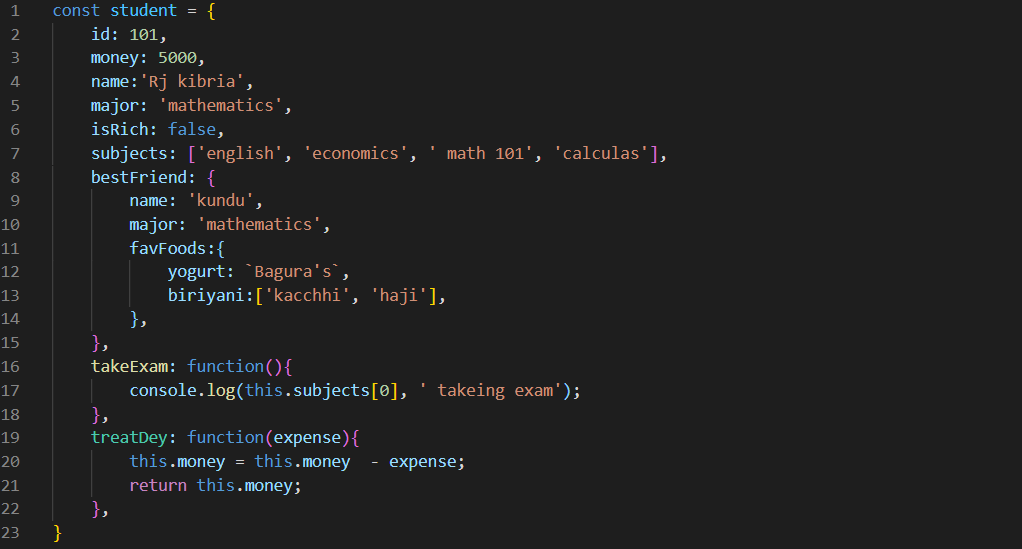 1 const student = {
2     id: 101,
3     money: 5000,
4     name:'Rj kibria',
5     major: 'mathematics',
6     isRich: false,
7     subjects: ['english', 'economics', ' math 101', 'calculas'],
8     bestFriend: {
9         name: 'kundu',
10         major: 'mathematics',
11         favFoods:{
12             yogurt: `Bagura's`,
13             biriyani:['kacchhi', 'haji'],
14         },
15     },
16     takeExam: function(){
17         console.log(this.subjects[0], ' takeing exam');
18     },
19     treatDey: function(expense){
20         this.money = this.money  - expense;
21         return this.money;
22     },
23 }